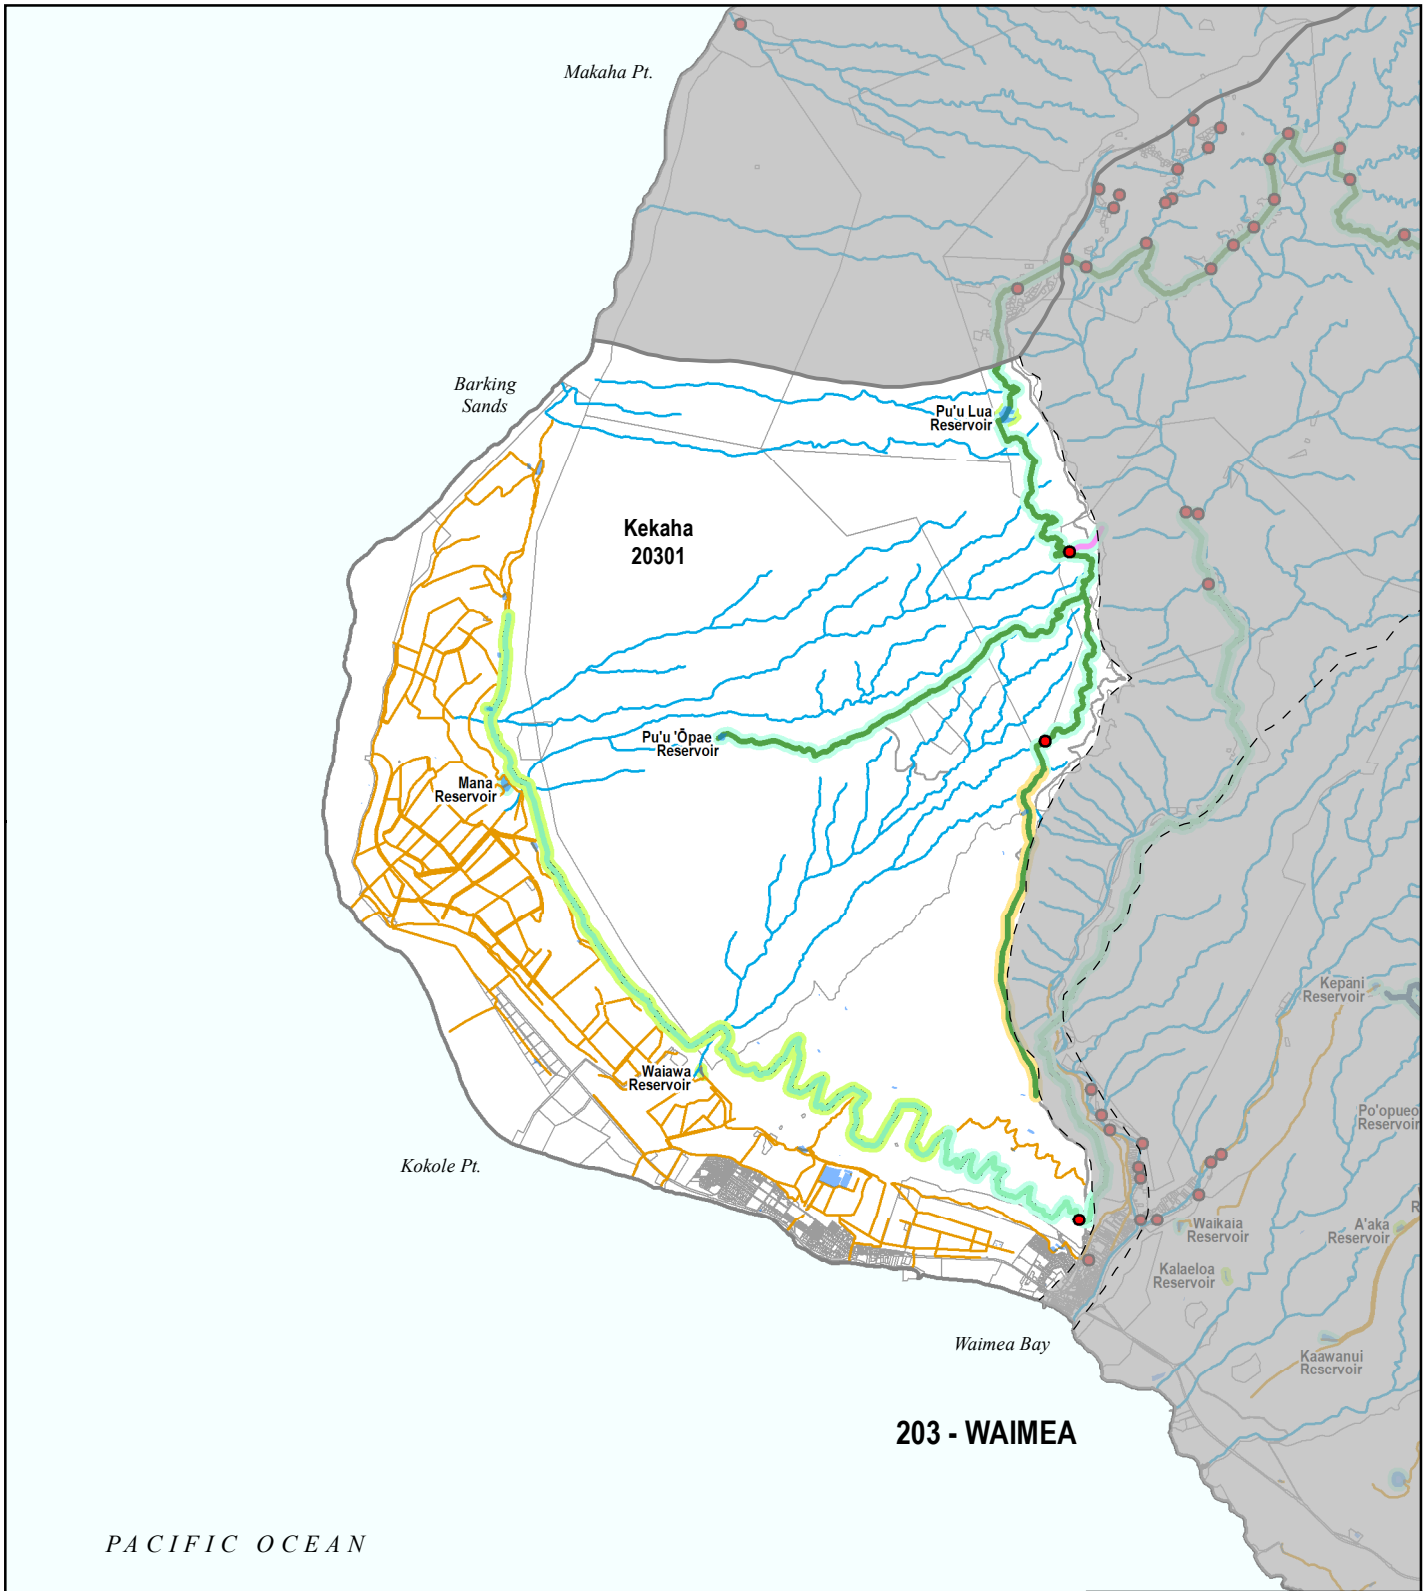 Makaha Pt.
Barking
Sands
Pu'u Lua
Reservoir
Kekaha
20301
Pu'u 'Ōpae
Reservoir
Mana
Reservoir
Kepani
Reservoir
Waiawa
Reservoir
Po'opueo
Reservoir
Kokole Pt.
R
Waikaia
Reservoir
A'aka
Reservoir
Kalaeloa
Reservoir
Waimea Bay
Kaawanui
Reservoir
203 - WAIMEA
PACIFIC OCEAN